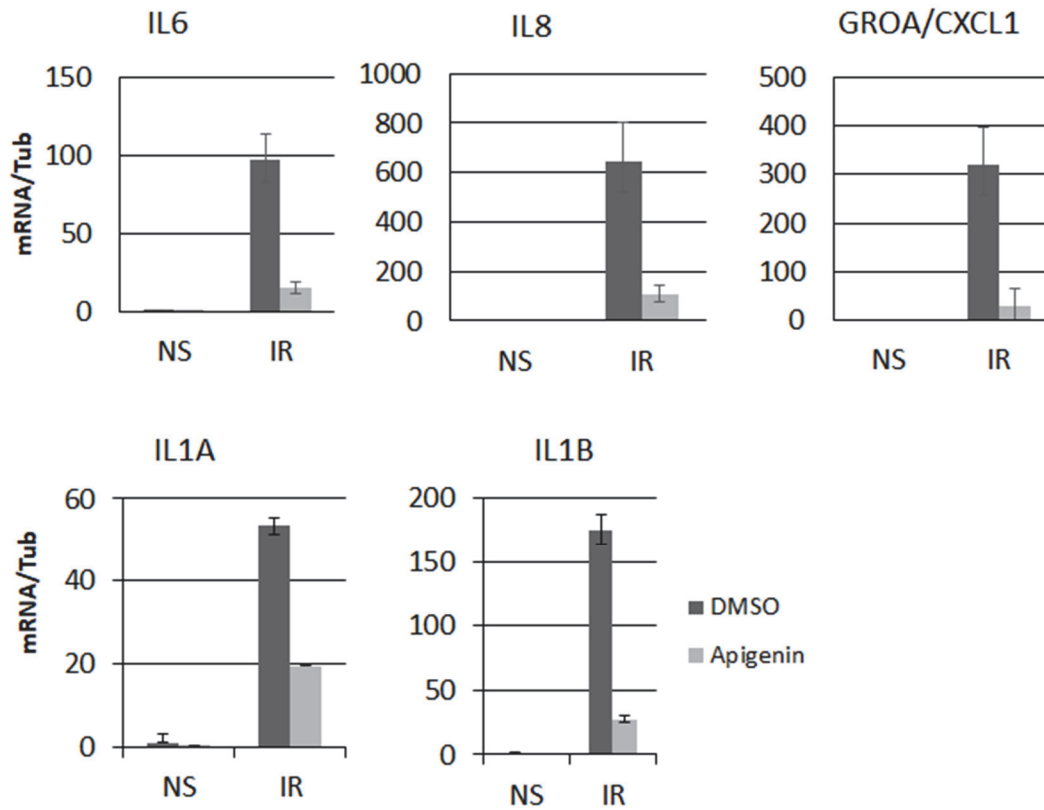 IL6
150
100
50
0
mRNA/Tub
NS IR
IL8
1000
800
600
400
200
0
NS IR
GROA/CXCL1
500
400
300
200
100
0
NS IR
IL1A
60
40
20
0
mRNA/Tub
NS IR
IL1B
200
150
100
50
0
NS IR
DMSO
Apigenin